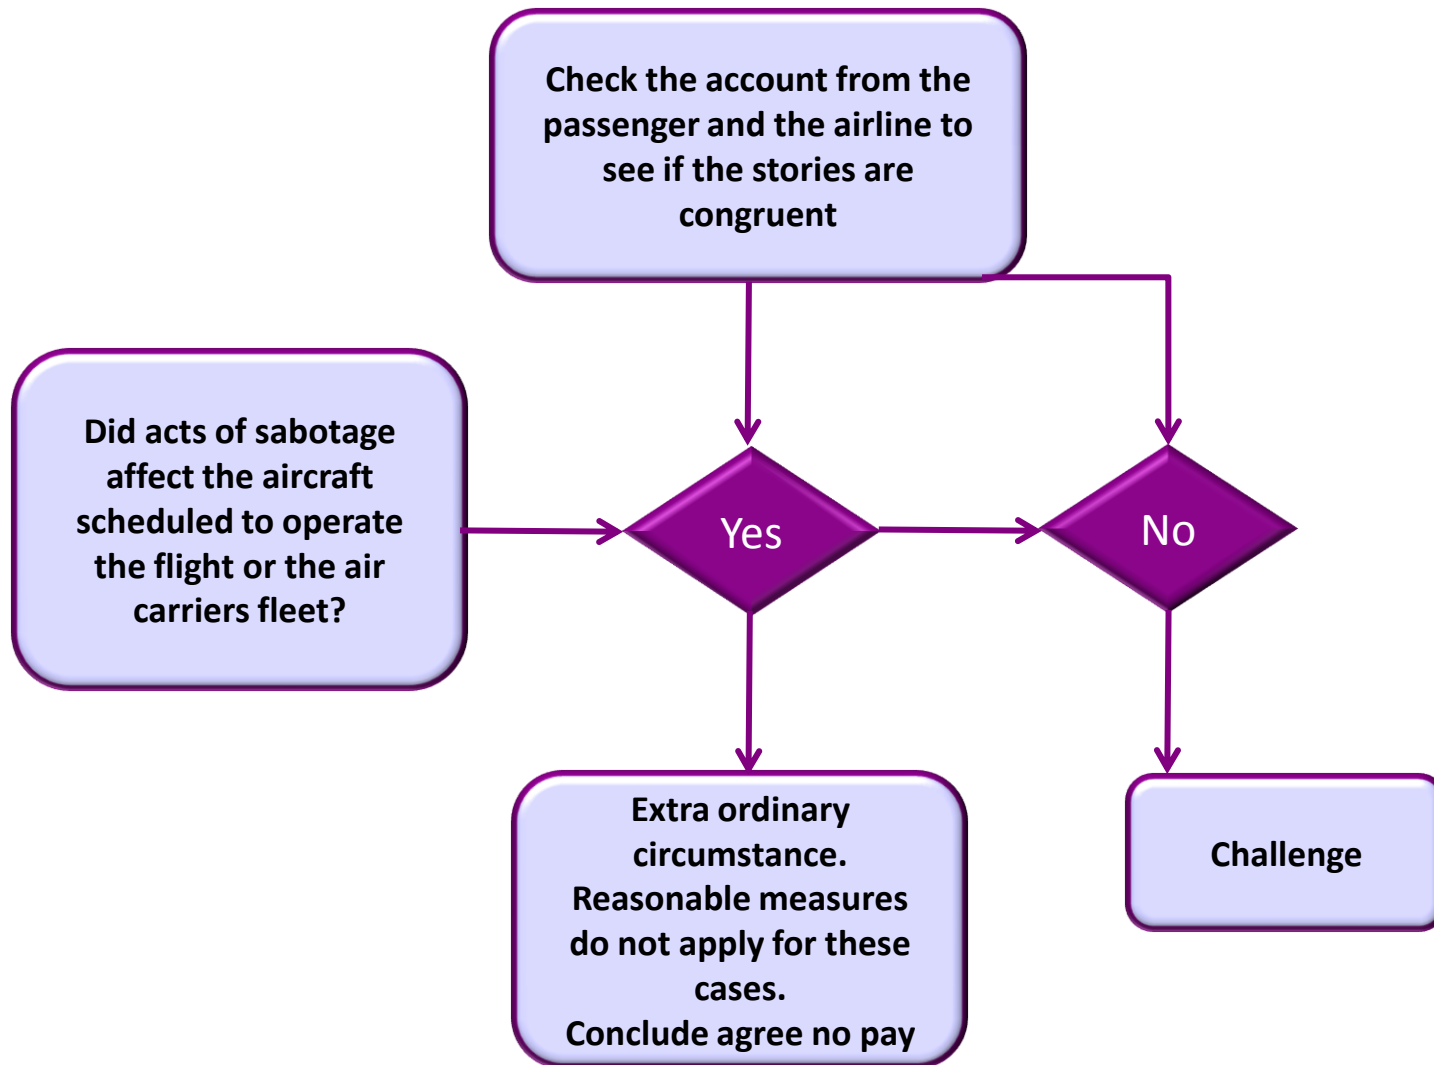 Check the account from the
passenger and the airline to
see if the stories are
congruent
Did acts of sabotage
affect the aircraft
scheduled to operate
the flight or the air
carriers fleet?
Yes
No
Extra ordinary
circumstance.
Reasonable measures
do not apply for these
cases.
Conclude agree no pay
Challenge